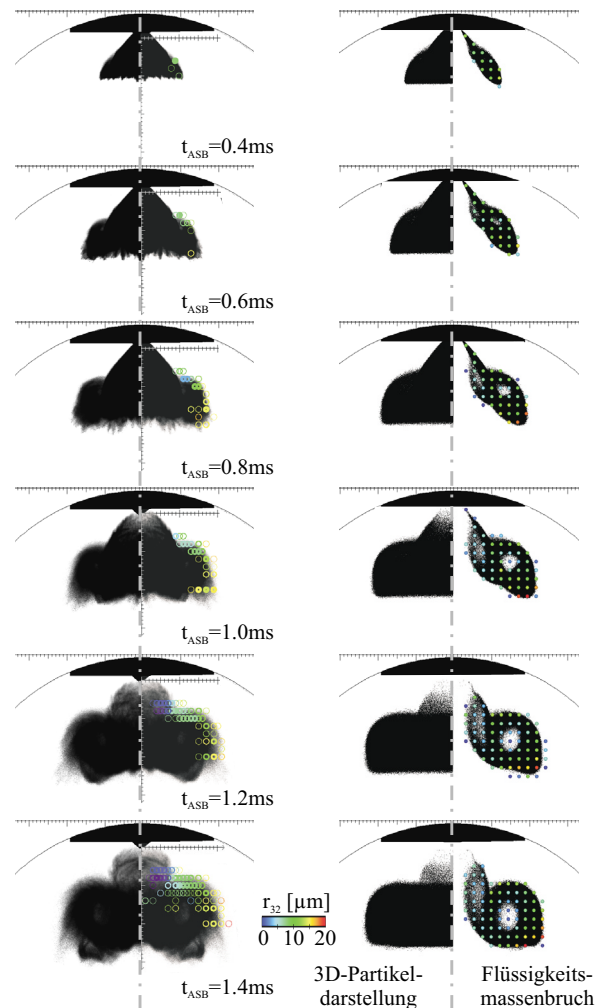 t_ASB=0.4ms
t_ASB=0.6ms
t_ASB=0.8ms
t_ASB=1.0ms
t_ASB=1.2ms
r_32 [µm]
0 10 20
t_ASB=1.4ms
3D-Partikel-
darstellung
Flüssigkeits-
massenbruch